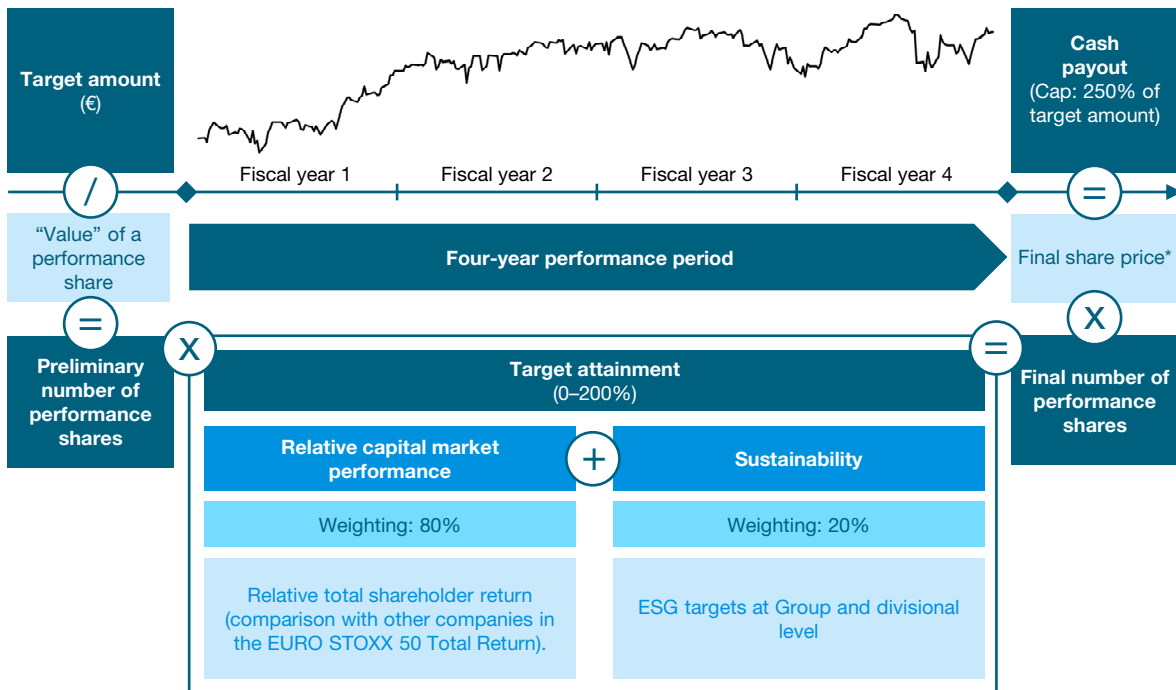 Target amount
(€)
Cash
payout
(Cap: 250% of
target amount)
Fiscal year 1
Fiscal year 2
Fiscal year 3
Fiscal year 4
/
=
“Value” of a
performance
share
Four-year performance period
Final share price*
=
X
X
=
Preliminary
number of
performance
shares
Target attainment
(0–200%)
Final number of
performance
shares
Relative capital market
performance
+
Sustainability
Weighting: 80%
Weighting: 20%
Relative total shareholder return
(comparison with other companies in
the EURO STOXX 50 Total Return).
ESG targets at Group and divisional
level